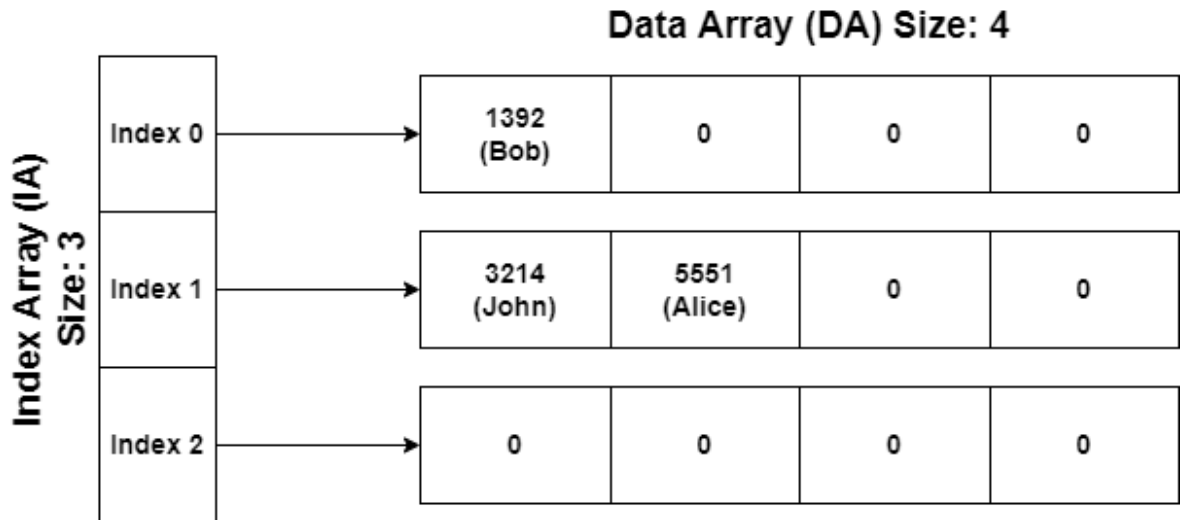 Data Array (DA) Size: 4
Index Array (IA)
Size: 3
Index 0
1392
(Bob)
0
0
0
Index 1
3214
(John)
5551
(Alice)
0
0
Index 2
0
0
0
0